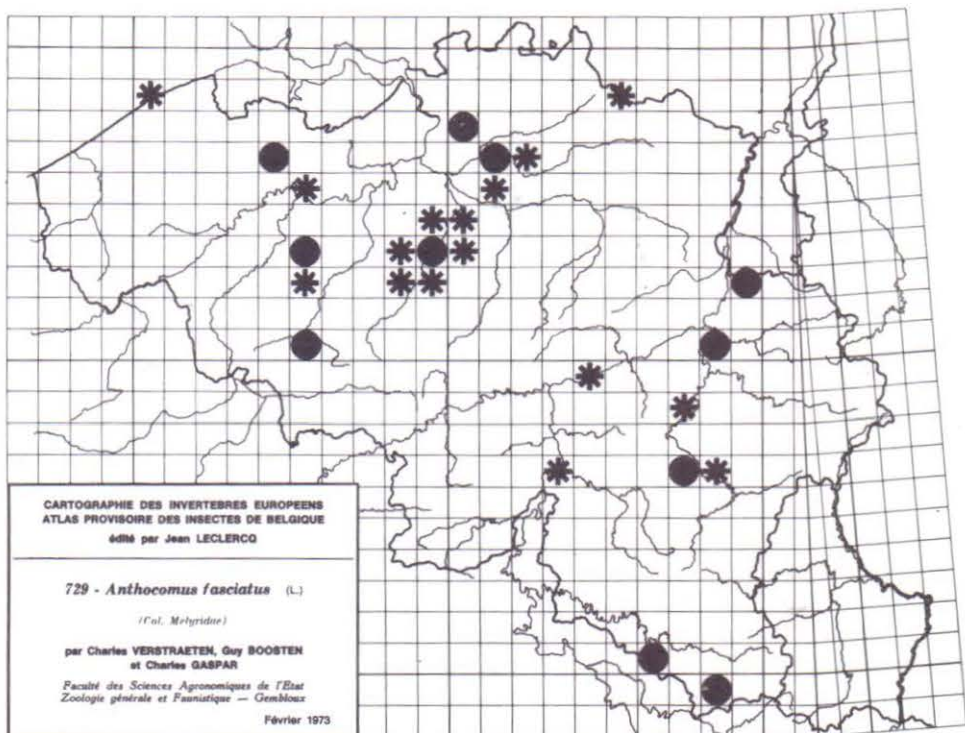 CARTOGRAPHIE DES INVERTEBRES EUROPEENS
ATLAS PROVISOIRE DES INSECTES DE BELGIQUE
édité par Jean LECLERCQ
729 - Anthocomus fasciatus (L.)
(Col. Melyridae)
par Charles VERSTRAETEN, Guy BOOSTEN
et Charles GASPAR
Faculté des Sciences Agronomiques de l'Etat
Zoologie générale et Faunistique — Gembloux
Février 1973